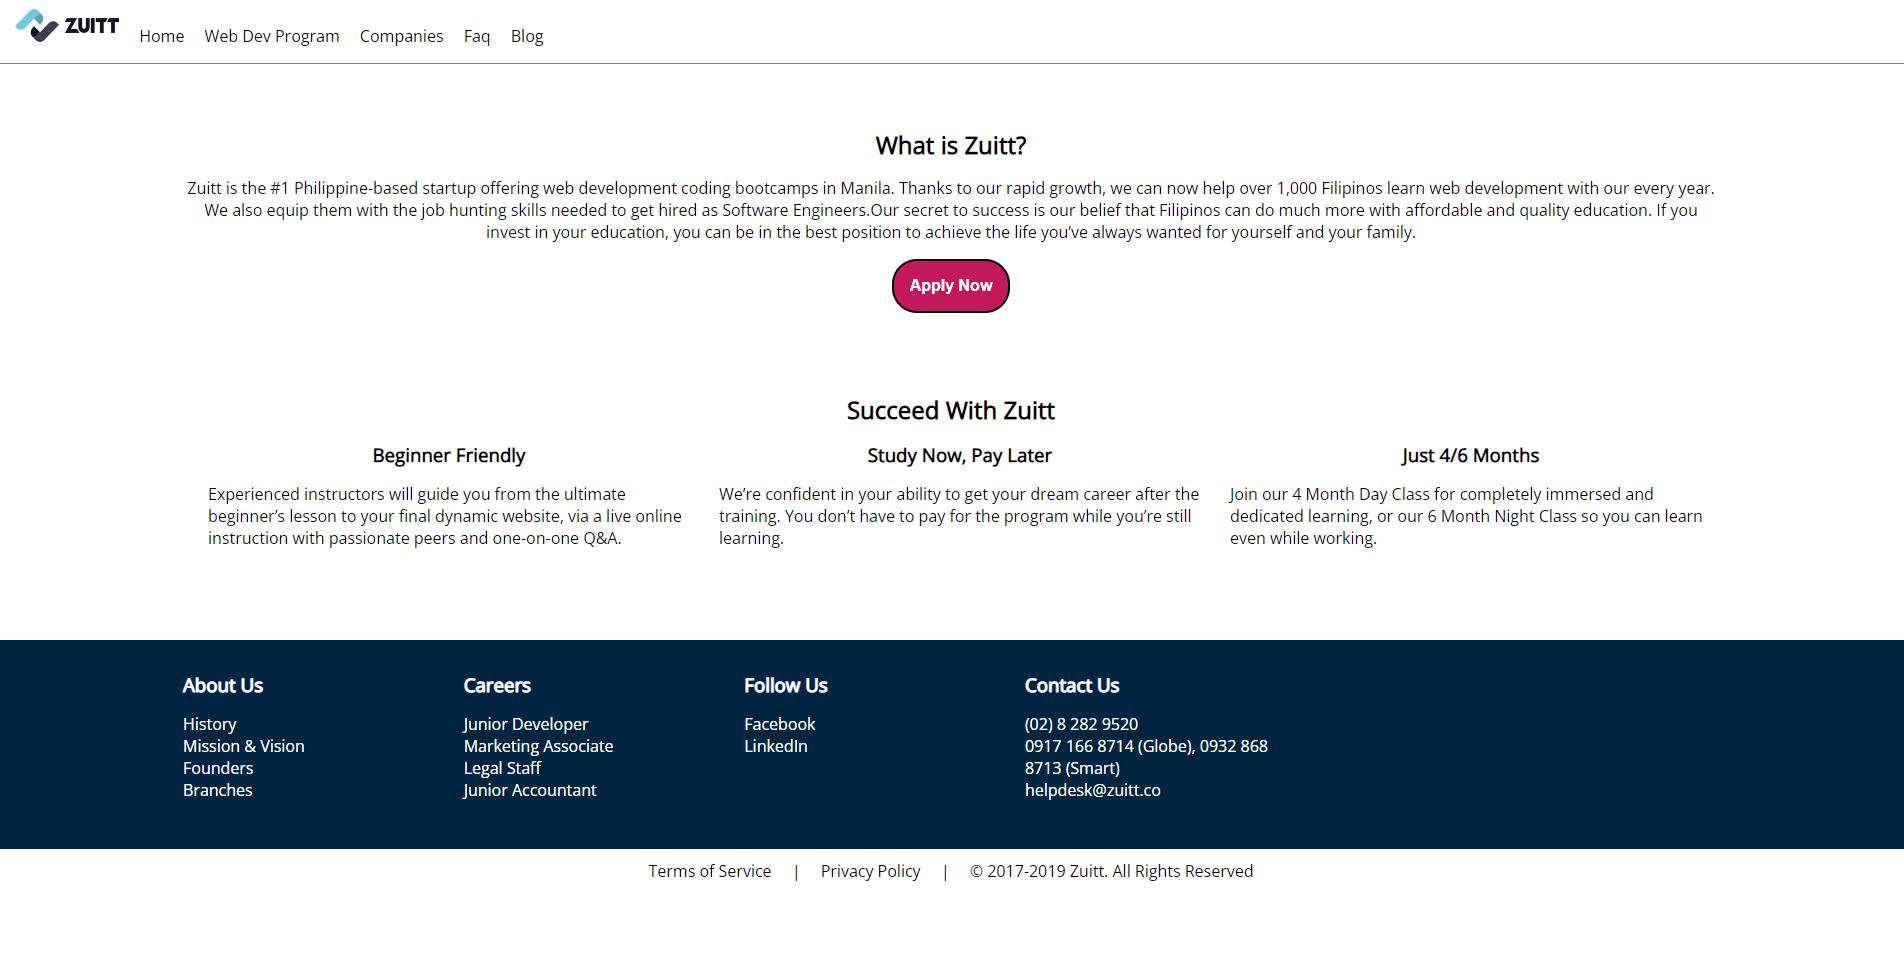 ZUITT
Home Web Dev Program Companies Faq Blog
What is Zuitt?
Zuitt is the #1 Philippine-based startup offering web development coding bootcamps in Manila. Thanks to our rapid growth, we can now help over 1,000 Filipinos learn web development with our every year.
We also equip them with the job hunting skills needed to get hired as Software Engineers.Our secret to success is our belief that Filipinos can do much more with affordable and quality education. If you
invest in your education, you can be in the best position to achieve the life you’ve always wanted for yourself and your family.
Apply Now
Succeed With Zuitt
Beginner Friendly
Experienced instructors will guide you from the ultimate
beginner’s lesson to your final dynamic website, via a live online
instruction with passionate peers and one-on-one Q&A.
Study Now, Pay Later
We’re confident in your ability to get your dream career after the
training. You don’t have to pay for the program while you’re still
learning.
Just 4/6 Months
Join our 4 Month Day Class for completely immersed and
dedicated learning, or our 6 Month Night Class so you can learn
even while working.
About Us
History
Mission & Vision
Founders
Branches
Careers
Junior Developer
Marketing Associate
Legal Staff
Junior Accountant
Follow Us
Facebook
LinkedIn
Contact Us
(02) 8 282 9520
0917 166 8714 (Globe), 0932 868
8713 (Smart)
helpdesk@zuitt.co
Terms of Service | Privacy Policy | © 2017-2019 Zuitt. All Rights Reserved